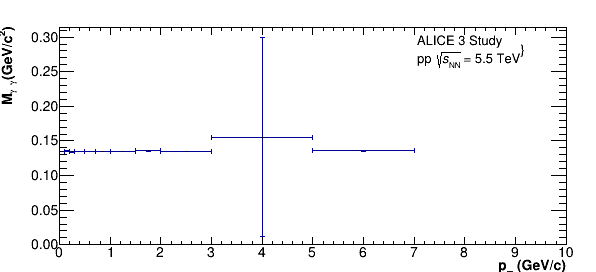 M_γγ (GeV/c²)
0.30
0.25
0.20
0.15
0.10
0.05
0.00
ALICE 3 Study
pp √s_NN = 5.5 TeV}
0 1 2 3 4 5 6 7 8 9 10
(GeV/c)